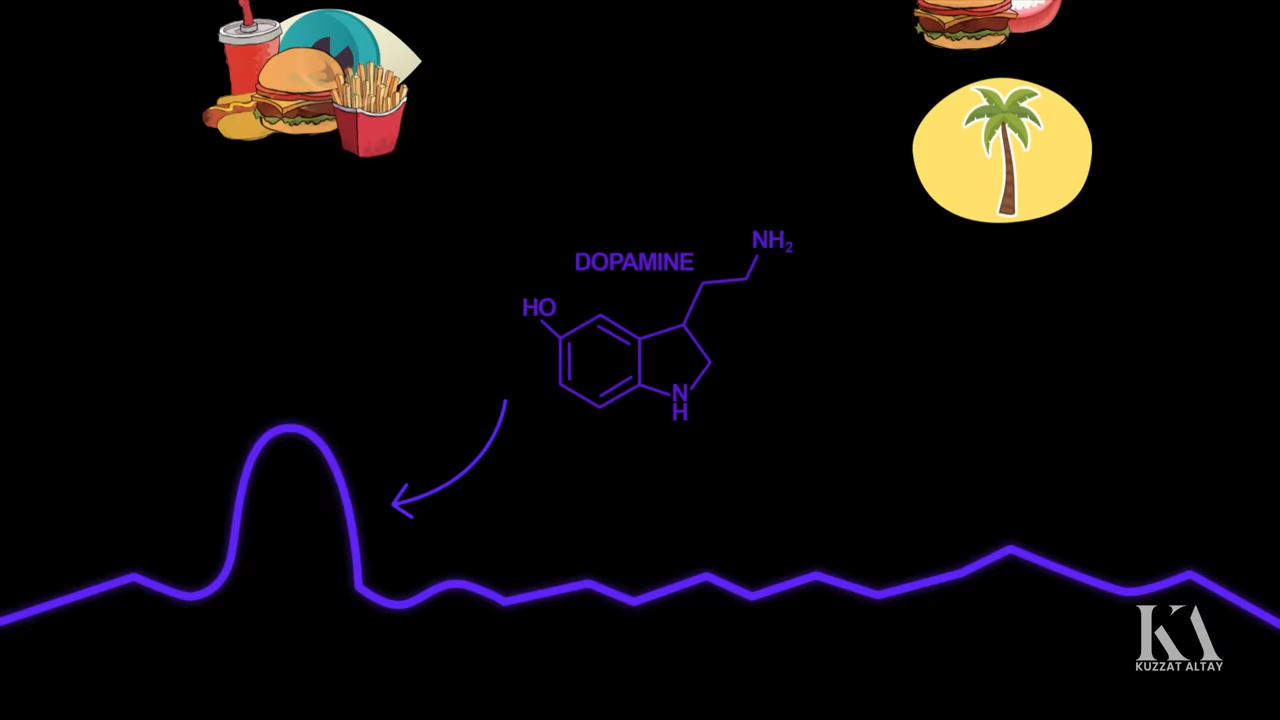 NH₂
DOPAMINE
HO
N
H
KA
KUZZAT ALTAY